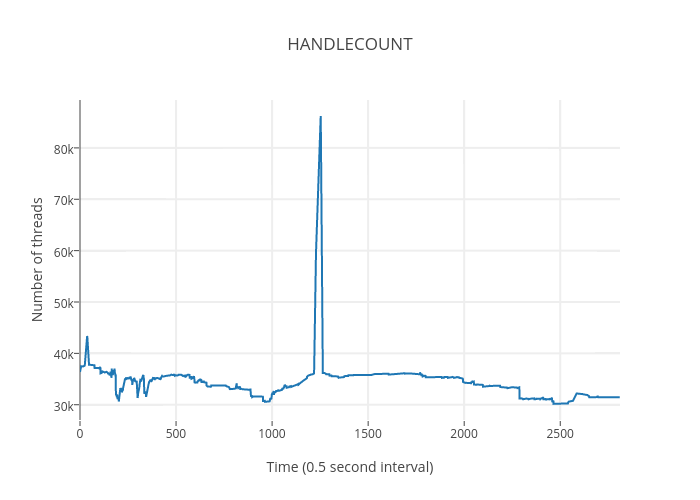 HANDLECOUNT
80k
70k
60k
50k
40k
30k
Number of threads
0 500 1000 1500 2000 2500
Time (0.5 second interval)